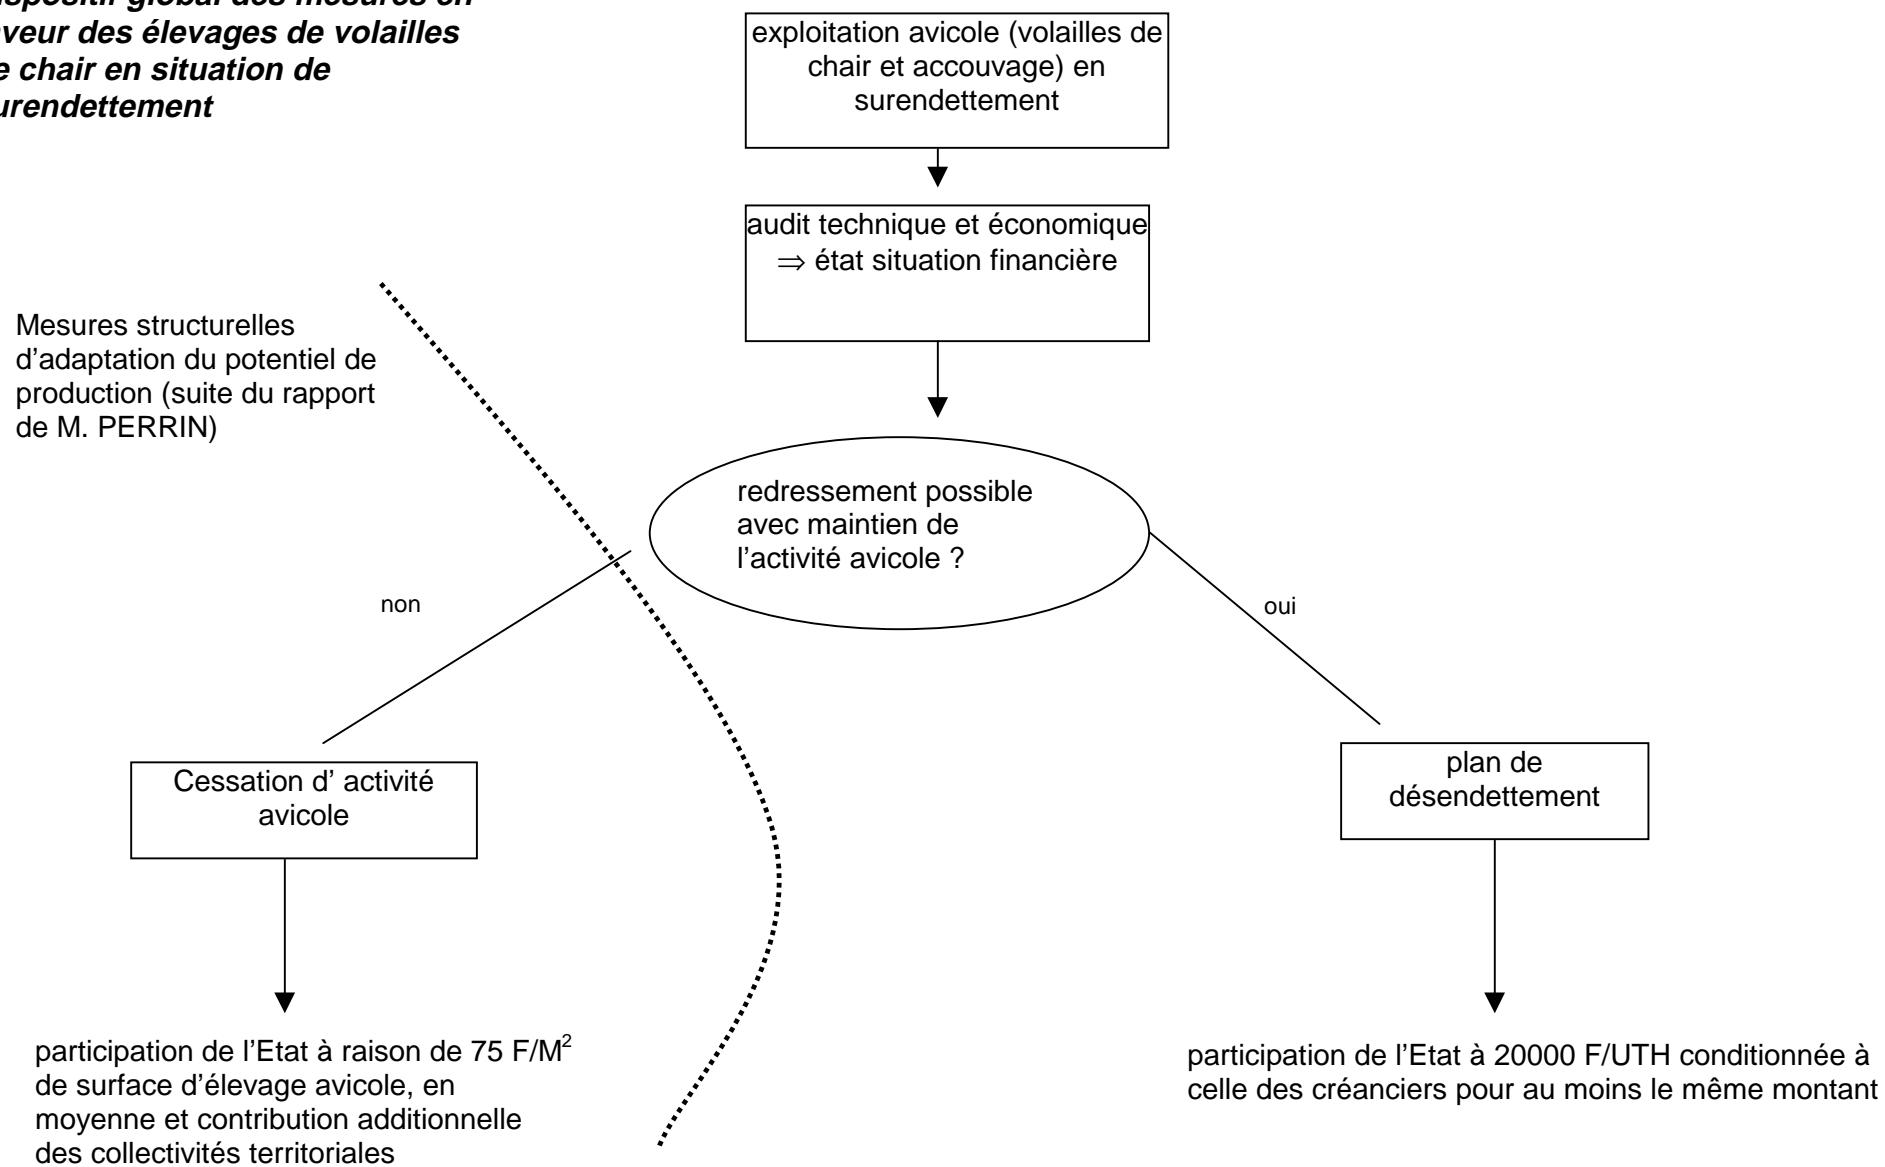 ispositif global des mesures en
veur des élevages de volailles
e chair en situation de
urendettement
exploitation avicole (volailles de
chair et accouvage) en
surendettement
audit technique et économique
⇒ état situation financière
Mesures structurelles
d'adaptation du potentiel de
production (suite du rapport
de M. PERRIN)
redressement possible
avec maintien de
l'activité avicole ?
non
oui
Cessation d' activité
avicole
plan de
désendettement
participation de l'Etat à raison de 75 F/M²
de surface d'élevage avicole, en
moyenne et contribution additionnelle
des collectivités territoriales
participation de l'Etat à 20000 F/UTH conditionnée à
celle des créanciers pour au moins le même montant